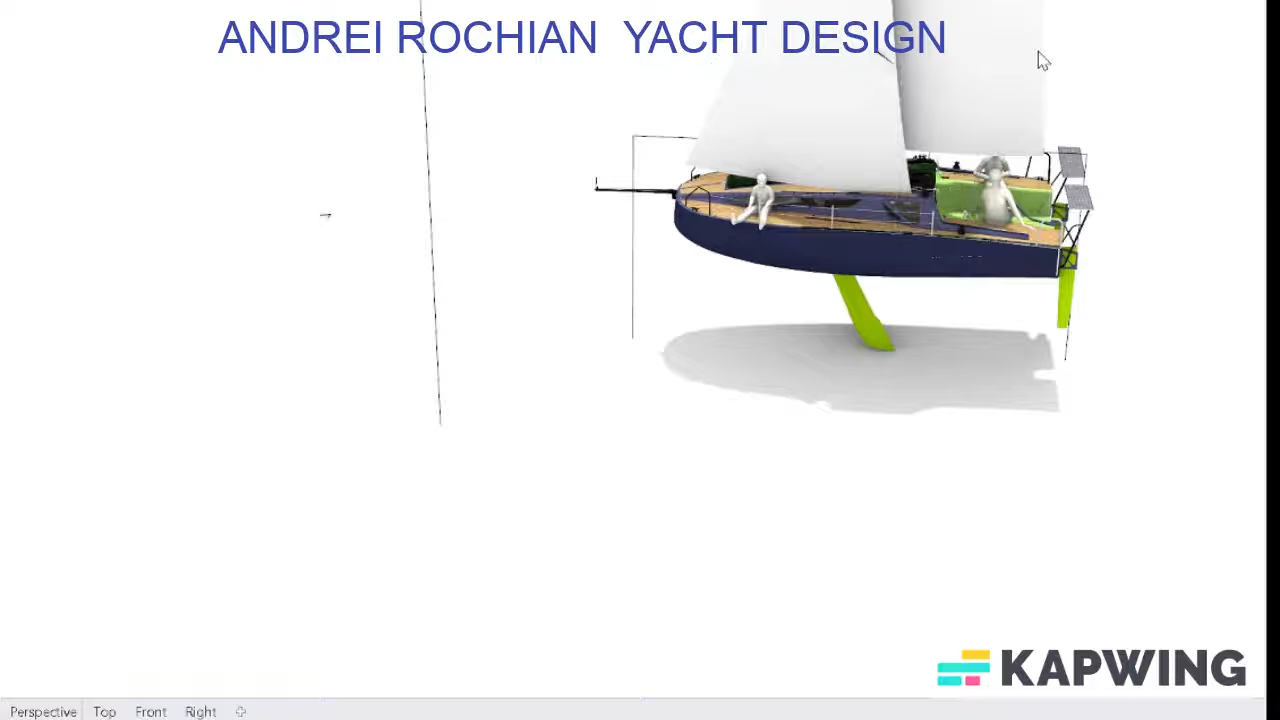 ANDREI ROCHIAN YACHT DESIGN
KAPWING
Perspective Top Front Right